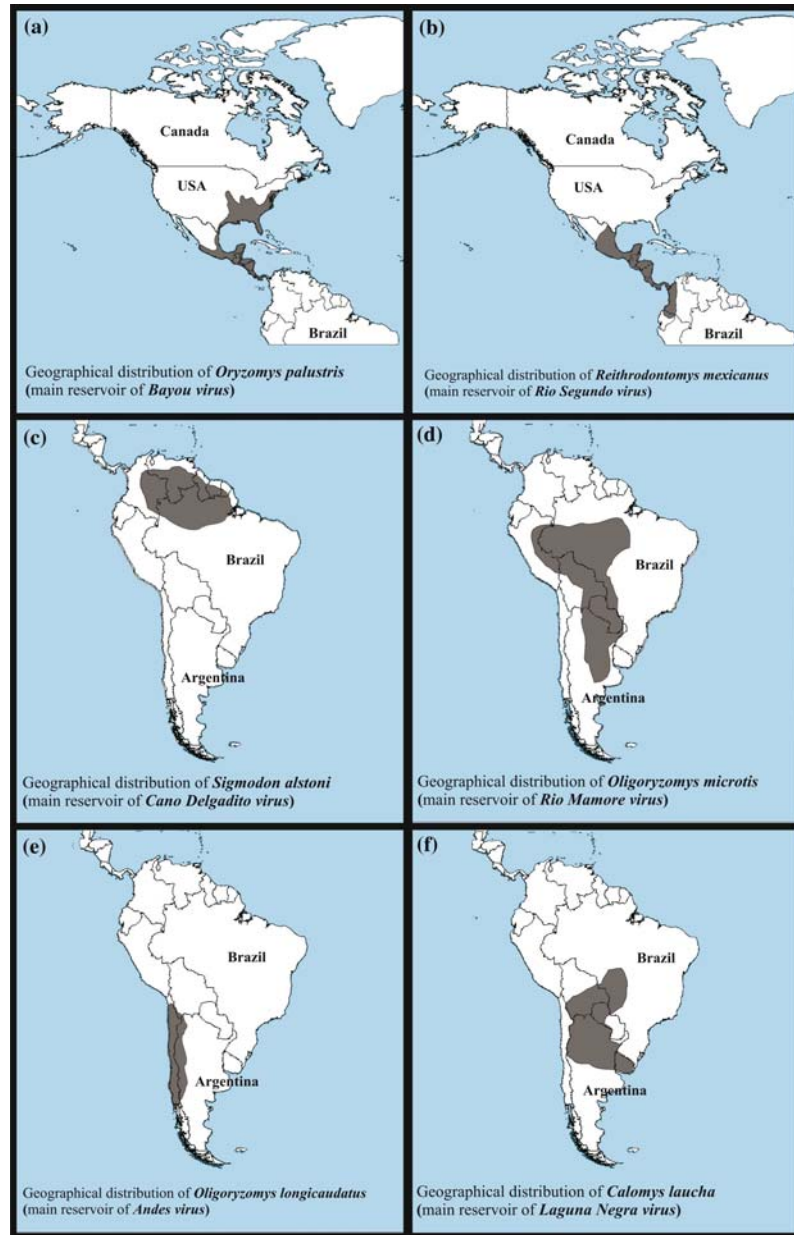 (a)
Canada
USA
Brazil
Geographical distribution of Oryzomys palustris
(main reservoir of Bayou virus)
(b)
Canada
USA
Brazil
Geographical distribution of Reithrodontomys mexicanus
(main reservoir of Rio Segundo virus)
(c)
Brazil
Argentina
Geographical distribution of Sigmodon alstoni
(main reservoir of Cano Delgadito virus)
(d)
Brazil
Argentina
Geographical distribution of Oligoryzomys microtis
(main reservoir of Rio Mamore virus)
(e)
Brazil
Argentina
Geographical distribution of Oligoryzomys longicaudatus
(main reservoir of Andes virus)
(f)
Brazil
Argentina
Geographical distribution of Calomys laucha
(main reservoir of Laguna Negra virus)